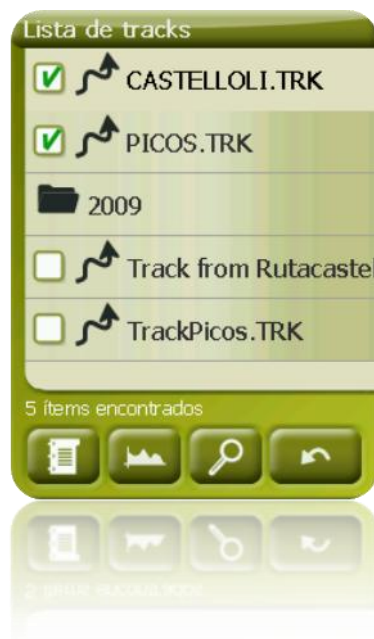 Lista de tracks
CASTELLOLI.TRK
PICOS.TRK
2009
Track from Rutacastel
TrackPicos.TRK
5 ítems encontrados